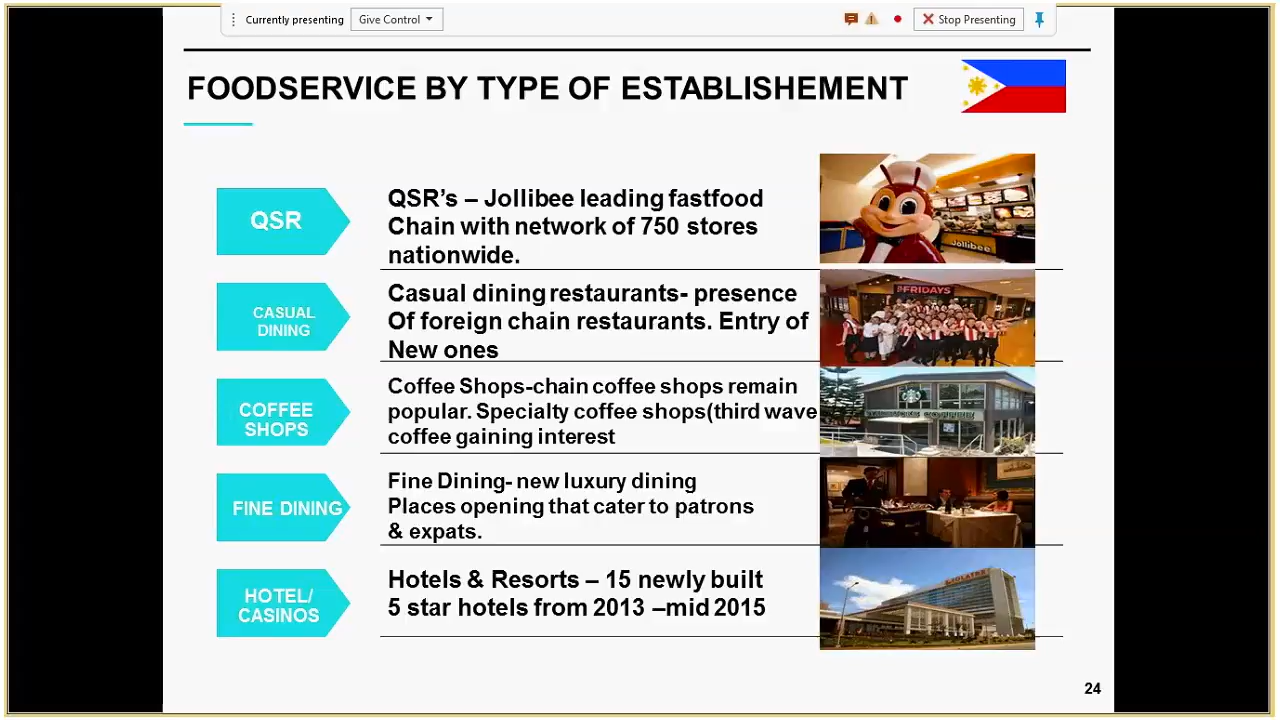 Currently presenting Give Control Stop Presenting
FOODSERVICE BY TYPE OF ESTABLISHEMENT
QSR
QSR's – Jollibee leading fastfood
Chain with network of 750 stores
nationwide.
Jollibee
CASUAL
DINING
Casual dining restaurants- presence
Of foreign chain restaurants. Entry of
New ones
FRIDAYS
COFFEE
SHOPS
Coffee Shops-chain coffee shops remain
popular. Specialty coffee shops(third wave
coffee gaining interest
FINE DINING
Fine Dining- new luxury dining
Places opening that cater to patrons
& expats.
HOTEL/
CASINOS
Hotels & Resorts – 15 newly built
5 star hotels from 2013 –mid 2015
24